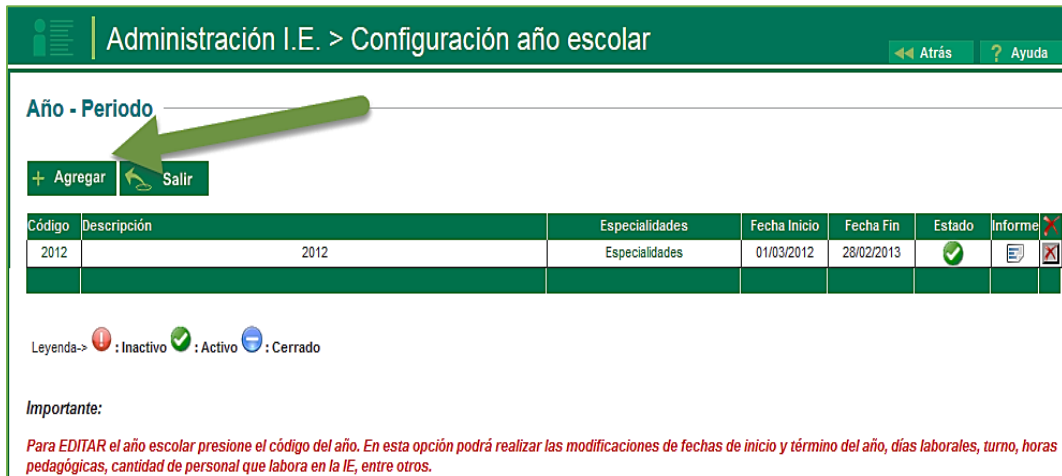 Administración I.E. > Configuración año escolar
Atrás
? Ayuda
Año - Periodo
+ Agregar
Salir
Código Descripción Especialidades Fecha Inicio Fecha Fin Estado Informe
2012 2012 Especialidades 01/03/2012 28/02/2013
Leyenda-> : Inactivo : Activo : Cerrado
Importante:
Para EDITAR el año escolar presione el código del año. En esta opción podrá realizar las modificaciones de fechas de inicio y término del año, días laborales, turno, horas
pedagógicas, cantidad de personal que labora en la IE, entre otros.